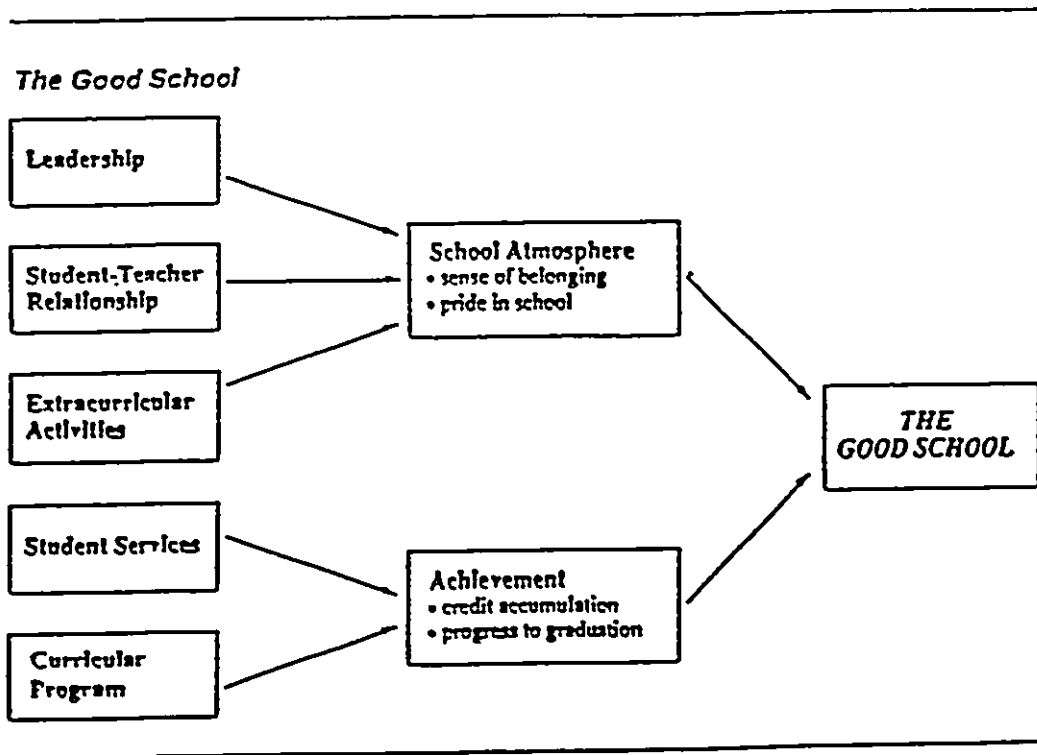 The Good School
Leadership
Student-Teacher
Relationship
Extracurricular
Activities
Student Services
Curricular
Program
School Atmosphere
• sense of belonging
• pride in school
Achievement
• credit accumulation
• progress to graduation
THE
GOOD SCHOOL